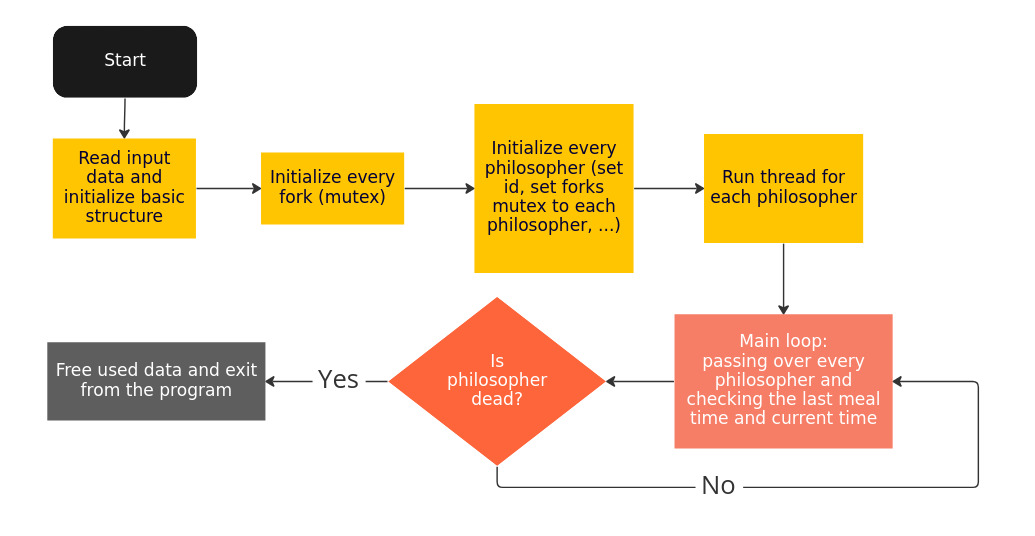 Start
Read input
data and
initialize basic
structure
Initialize every
fork (mutex)
Initialize every
philosopher (set
id, set forks
mutex to each
philosopher, ...)
Run thread for
each philosopher
Main loop:
passing over every
philosopher and
checking the last meal
time and current time
Is
philosopher
dead?
Yes
Free used data and exit
from the program
No